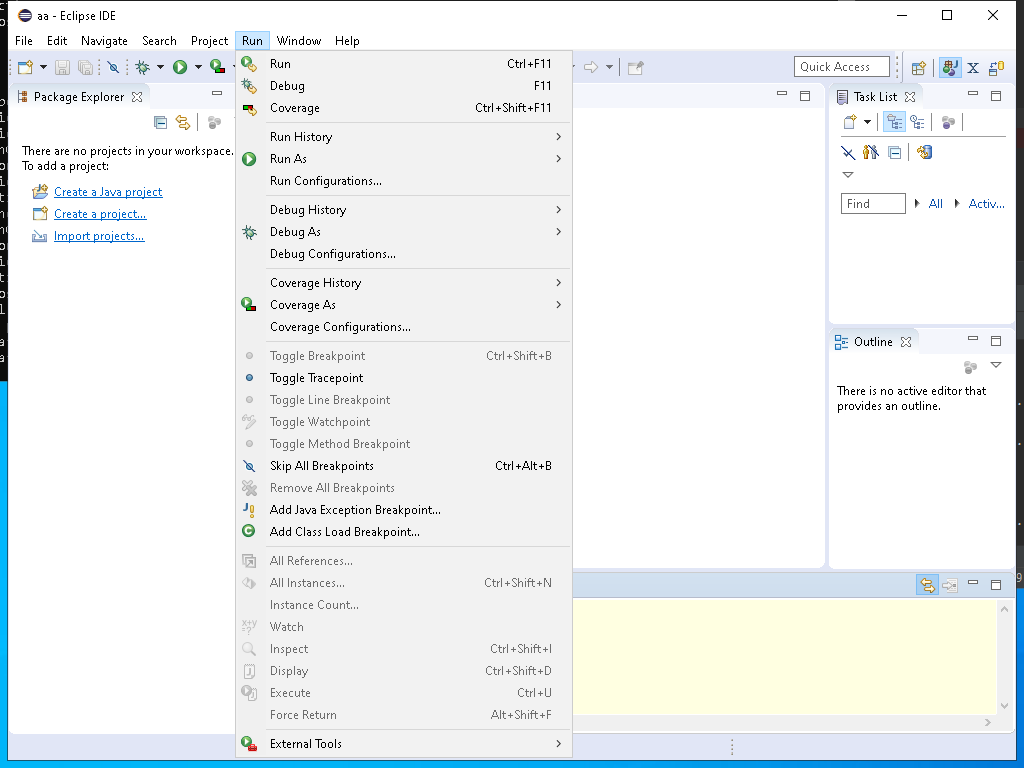 aa - Eclipse IDE
File Edit Navigate Search Project Run Window Help
Quick Access
Package Explorer
There are no projects in your workspace.
To add a project:
Create a Java project
Create a project...
Import projects...
Run Ctrl+F11
Debug F11
Coverage Ctrl+Shift+F11
Run History
Run As
Run Configurations...
Debug History
Debug As
Debug Configurations...
Coverage History
Coverage As
Coverage Configurations...
Toggle Breakpoint Ctrl+Shift+B
Toggle Tracepoint
Toggle Line Breakpoint
Toggle Watchpoint
Toggle Method Breakpoint
Skip All Breakpoints Ctrl+Alt+B
Remove All Breakpoints
Add Java Exception Breakpoint...
Add Class Load Breakpoint...
All References...
All Instances... Ctrl+Shift+N
Instance Count...
Watch
Inspect Ctrl+Shift+I
Display Ctrl+Shift+D
Execute Ctrl+U
Force Return Alt+Shift+F
External Tools
Task List
Find All Activ...
Outline
There is no active editor that
provides an outline.